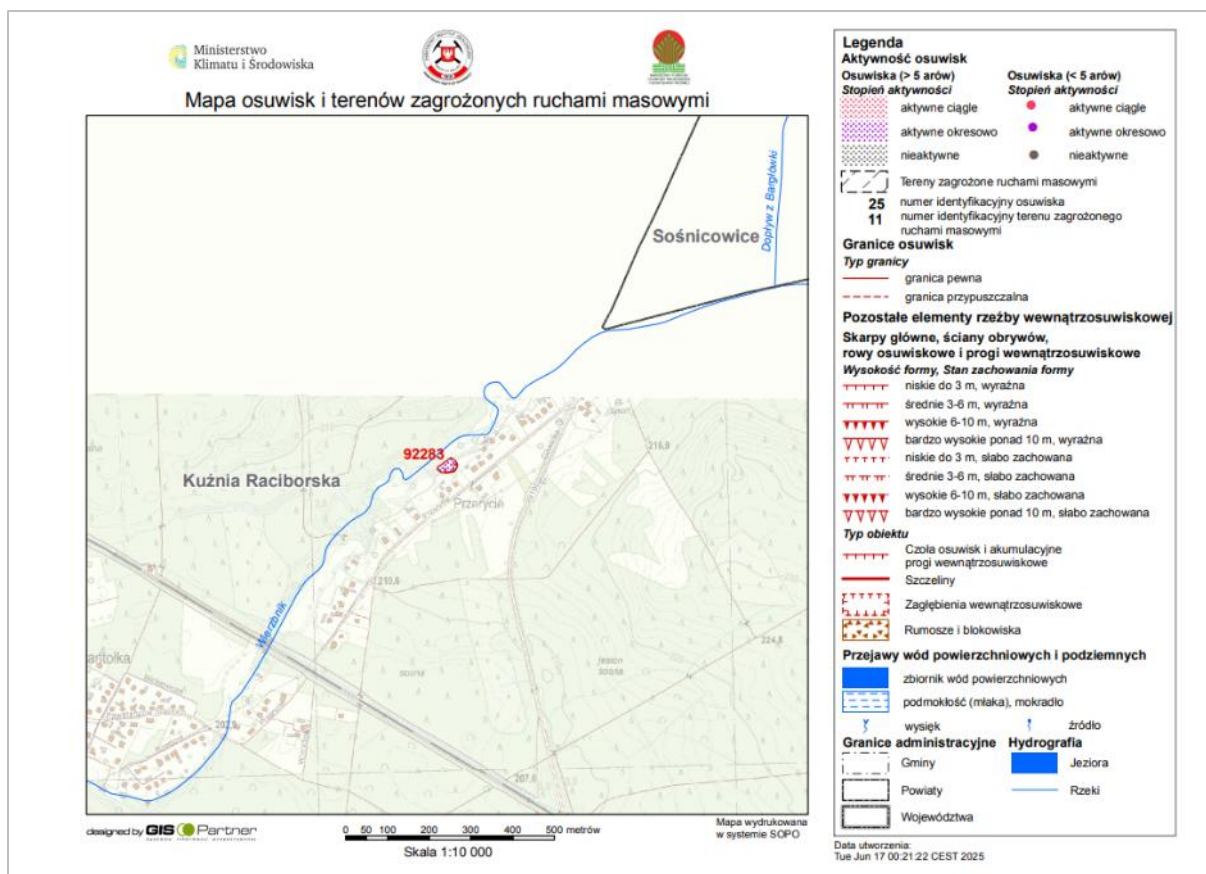 Ministerstwo
Klimatu i Środowiska
Mapa osuwisk i terenów zagrożonych ruchami masowymi
Sośnicowice
Dopływ z Bargłówki
92283
Kuźnia Raciborska
Przerycie
218,8
210,8
Wierzbnik
224,8
sosna
jesion
sosna
202,9
207,6
designed by GIS Partner
0 50 100 200 300 400 500 metrów
Skala 1:10 000
Mapa wydrukowana
w systemie SOPO
Legenda
Aktywność osuwisk
Osuwiska (> 5 arów) Osuwiska (< 5 arów)
Stopień aktywności Stopień aktywności
aktywne ciągle aktywne ciągle
aktywne okresowo aktywne okresowo
nieaktywne nieaktywne
Tereny zagrożone ruchami masowymi
25 numer identyfikacyjny osuwiska
11 numer identyfikacyjny terenu zagrożonego
ruchami masowymi
Granice osuwisk
Typ granicy
granica pewna
granica przypuszczalna
Pozostałe elementy rzeźby wewnątrzosuwiskowej
Skarpy główne, ściany obrywów,
rowy osuwiskowe i progi wewnątrzosuwiskowe
Wysokość formy, Stan zachowania formy
niskie do 3 m, wyraźna
średnie 3-6 m, wyraźna
wysokie 6-10 m, wyraźna
bardzo wysokie ponad 10 m, wyraźna
niskie do 3 m, słabo zachowana
średnie 3-6 m, słabo zachowana
wysokie 6-10 m, słabo zachowana
bardzo wysokie ponad 10 m, słabo zachowana
Typ obiektu
Czoła osuwisk i akumulacyjne
progi wewnątrzosuwiskowe
Szczeliny
Zagłębienia wewnątrzosuwiskowe
Rumosze i blokowiska
Przejawy wód powierzchniowych i podziemnych
zbiornik wód powierzchniowych
podmokłość (młaka), mokradło
wysięk źródło
Granice administracyjne Hydrografia
Gminy Jeziora
Powiaty Rzeki
Województwa
Data utworzenia:
Tue Jun 17 00:21:22 CEST 2025